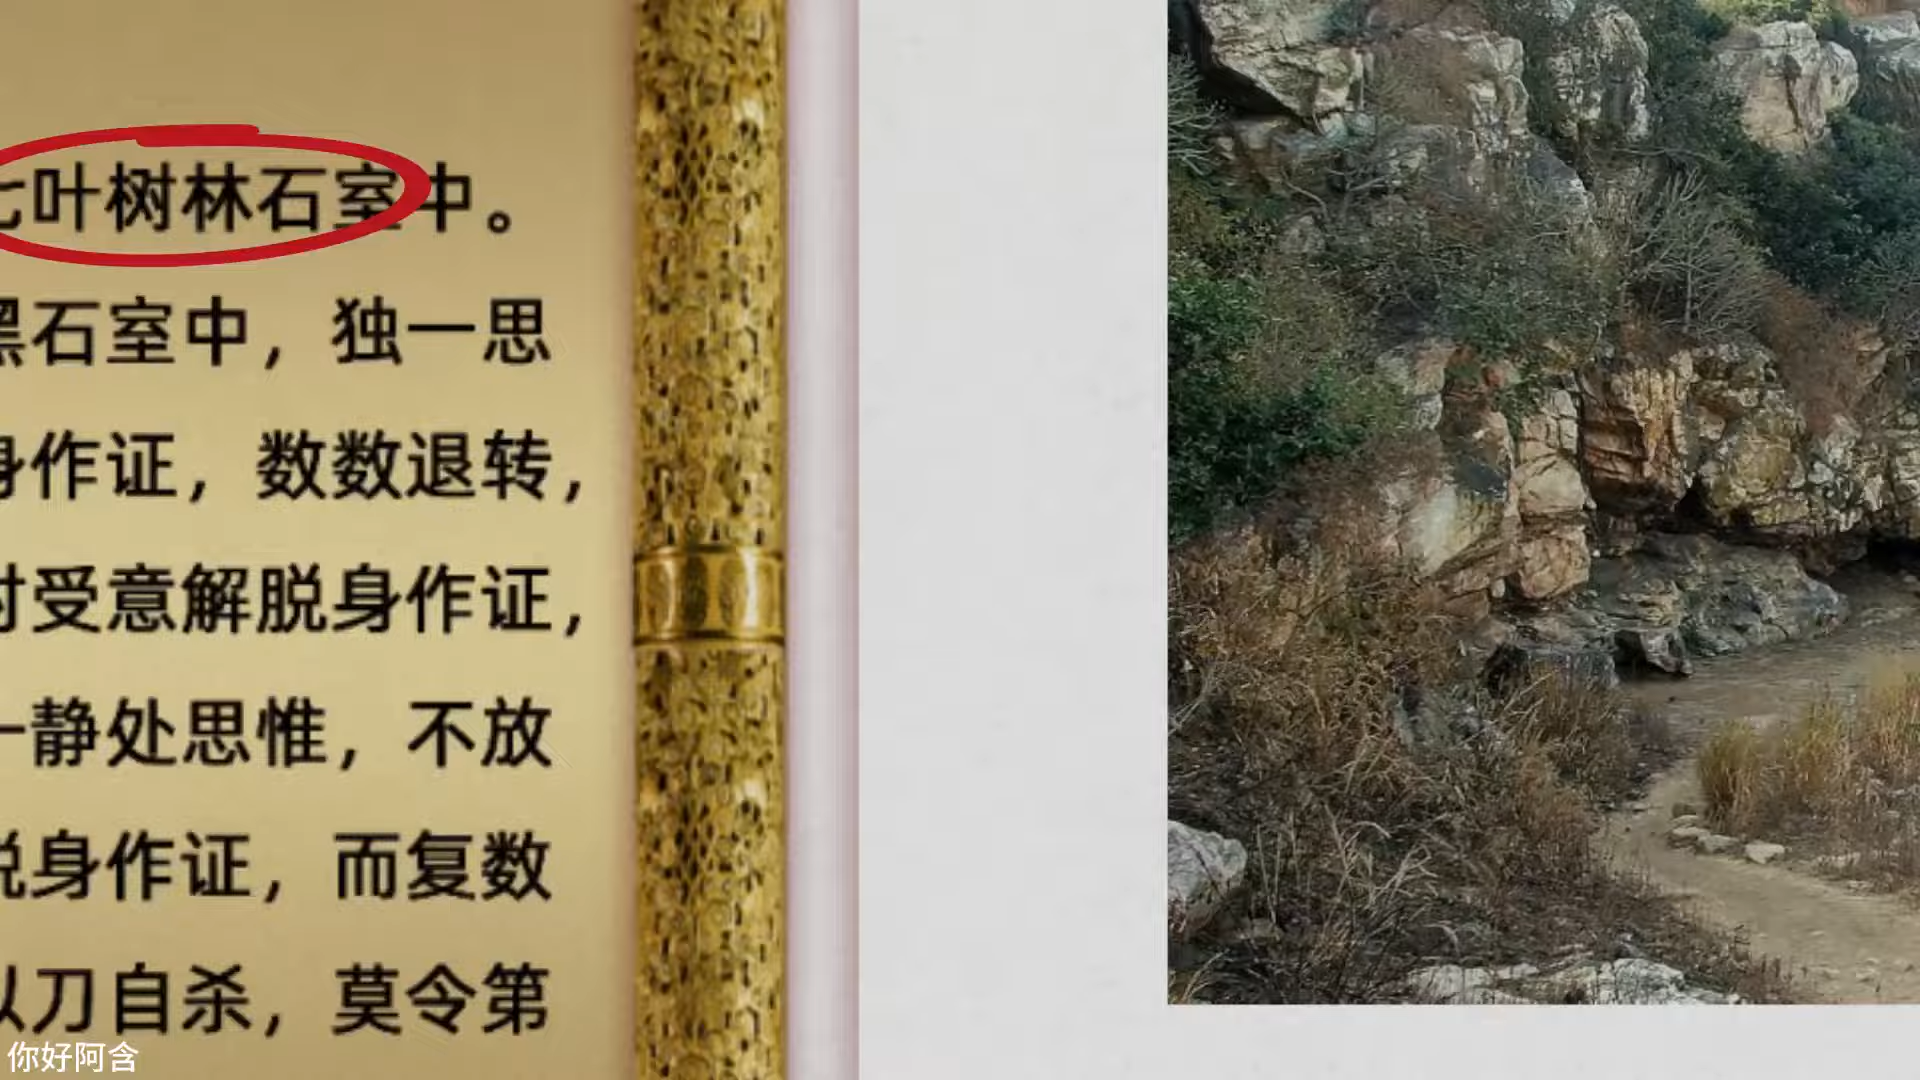 七叶树林石室中。
黑石室中，独一思
身作证，数数退转，
时受意解脱身作证，
一静处思惟，不放
脱身作证，而复数
以刀自杀，莫令第
你好阿含